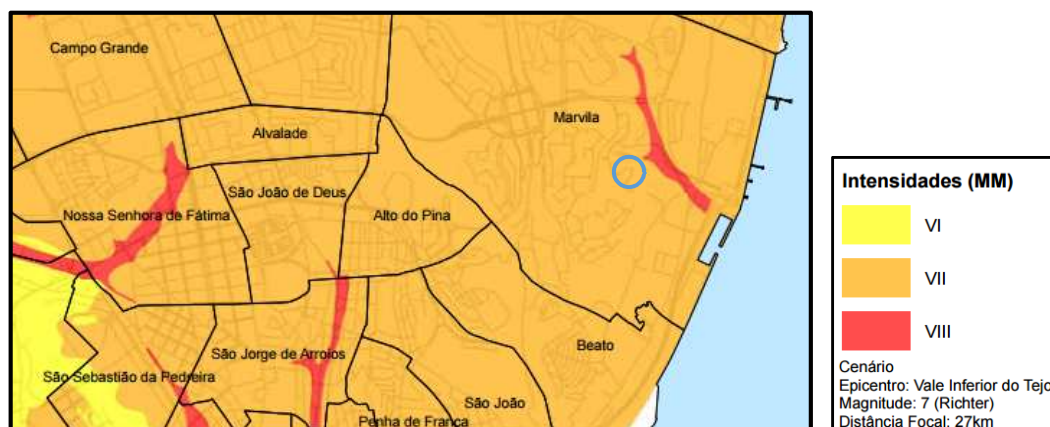 Campo Grande
Marvila
Alvalade
São João de Deus
Nossa Senhora de Fátima
Alto do Pina
São Jorge de Arroios
Beato
São Sebastião da Pedreira
São João
Penha de França
Intensidades (MM)
VI
VII
VIII
Cenário
Epicentro: Vale Inferior do Tejo
Magnitude: 7 (Richter)
Distância Focal: 27km